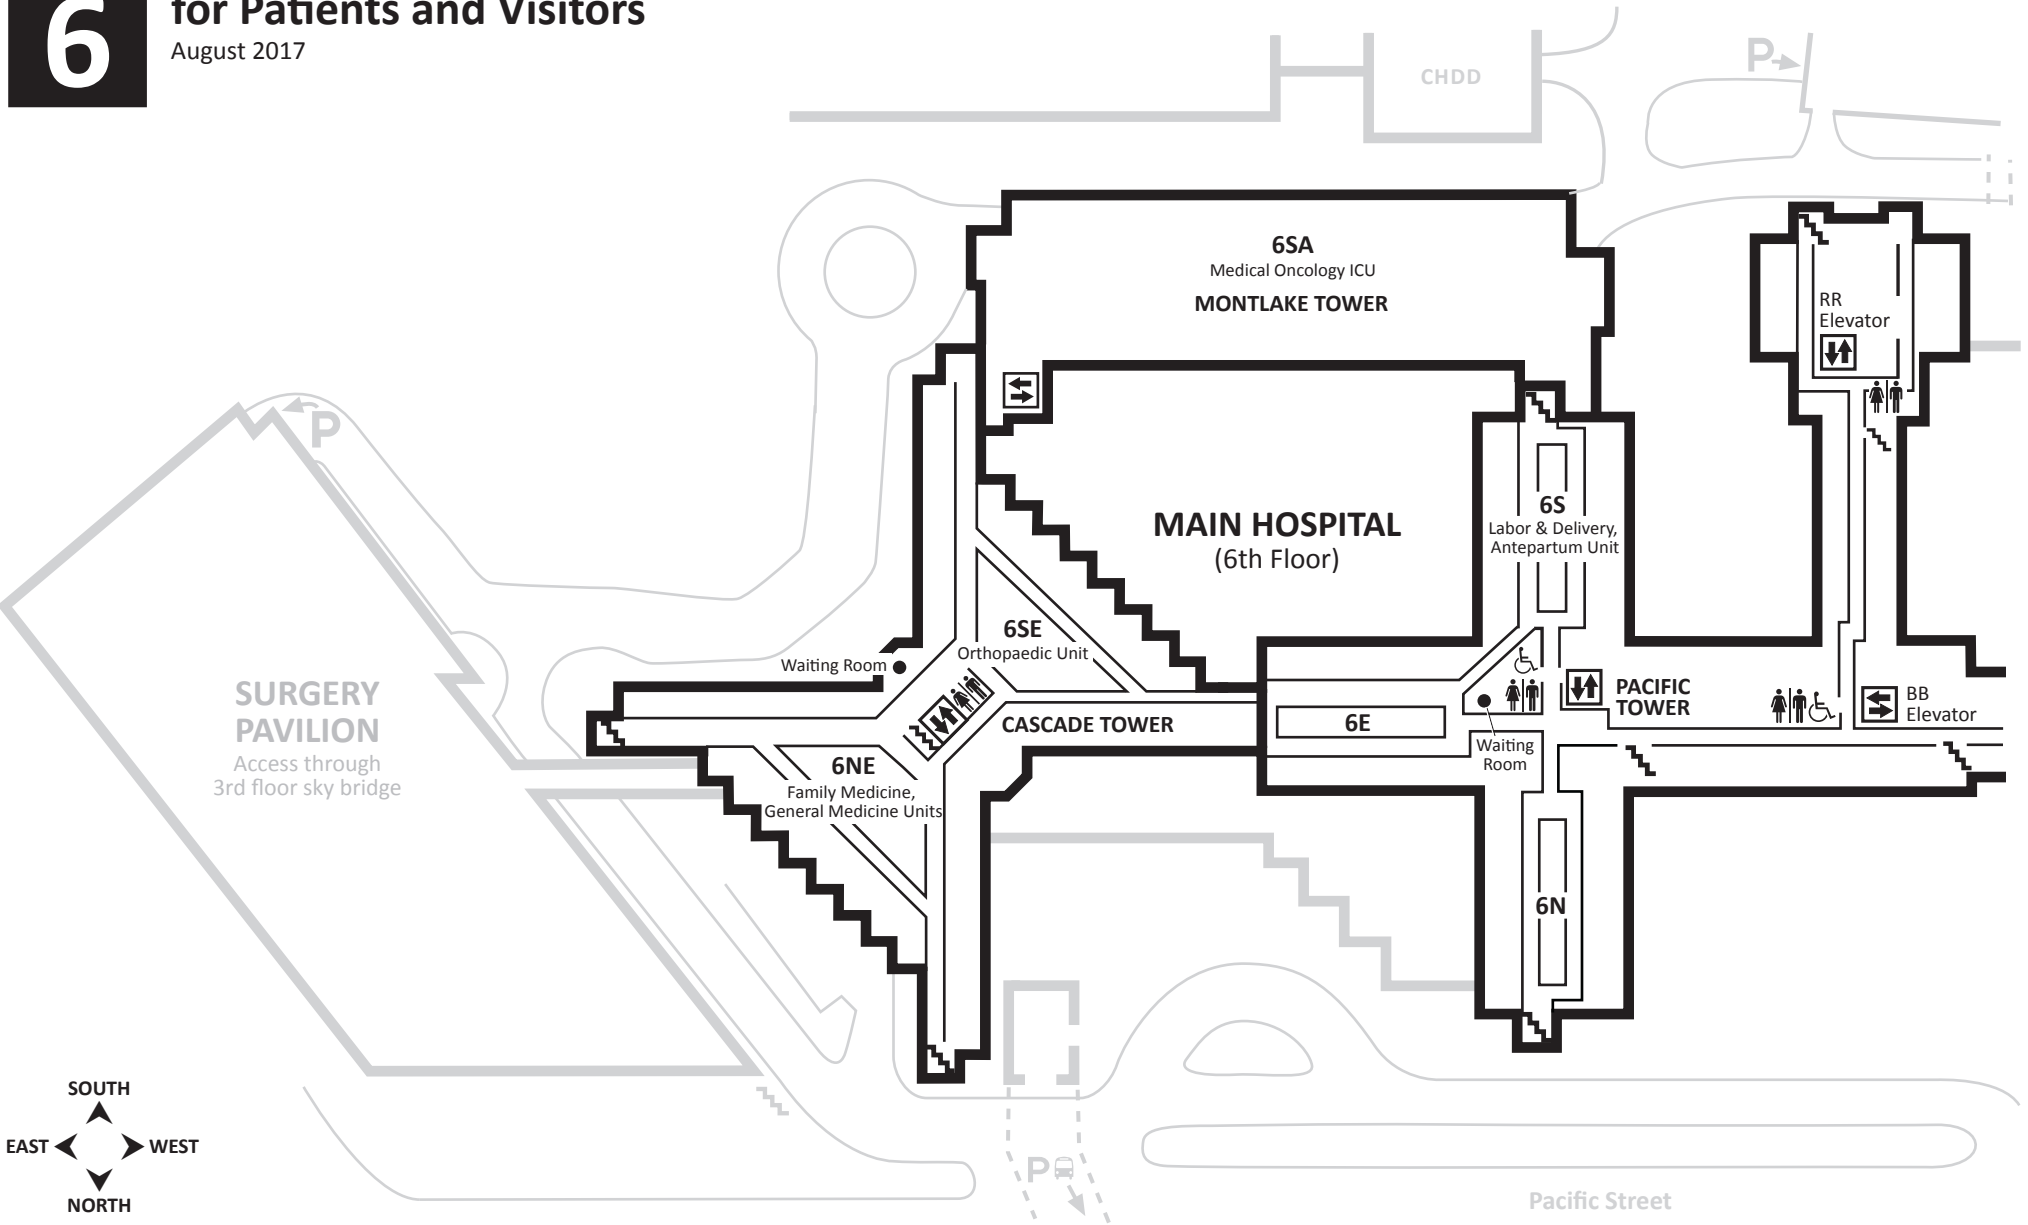 6
for Patients and Visitors
August 2017
CHDD
P
6SA
Medical Oncology ICU
MONTLAKE TOWER
RR
Elevator
P
MAIN HOSPITAL
(6th Floor)
6S
Labor & Delivery,
Antepartum Unit
6SE
Orthopaedic Unit
Waiting Room
SURGERY
PAVILION
Access through
3rd floor sky bridge
CASCADE TOWER
6E
Waiting
Room
PACIFIC
TOWER
BB
Elevator
6NE
Family Medicine,
General Medicine Units
6N
SOUTH
EAST
WEST
NORTH
P
Pacific Street